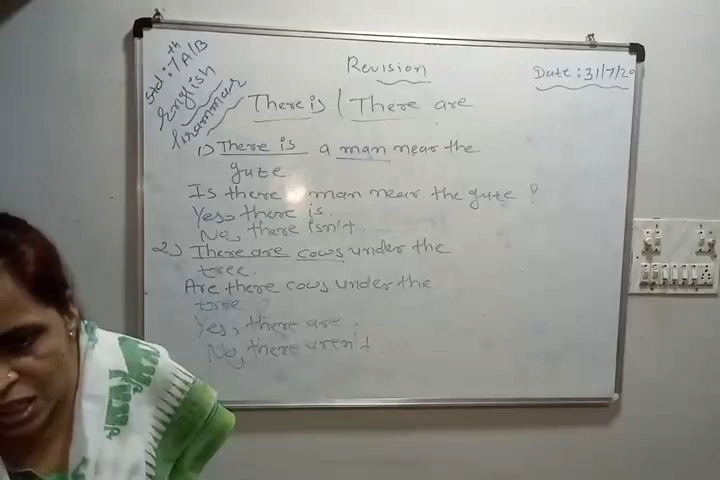 Std: 7th A/B
English
Grammar
Revision
Date: 31/7/20
There is / There are
1) There is a man near the
gate.
Is there man near the gate?
Yes, there is.
No, there isn't.
2) There are cows under the
tree.
Are there cows under the
tree?
Yes, there are.
No, there aren't.